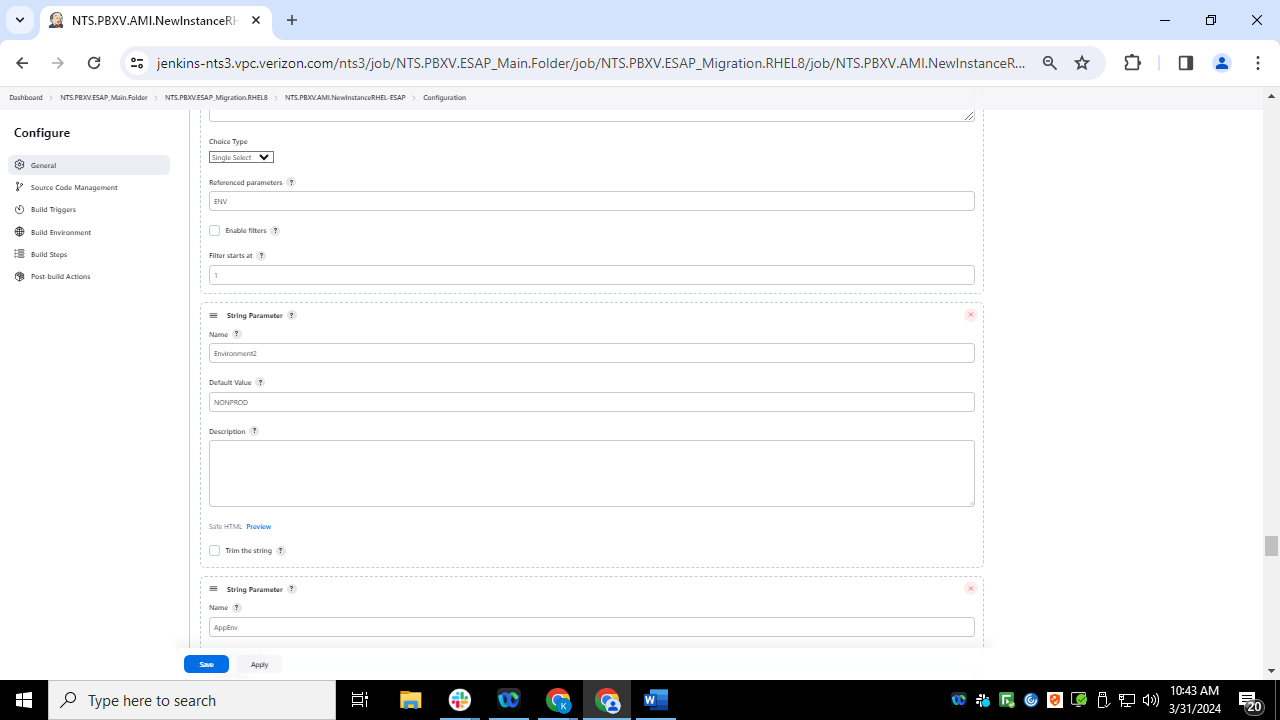 NTS.PBXV.AMI.NewInstanceRH
jenkins-nts3.vpc.verizon.com/nts3/job/NTS.PBXV.ESAP_Main.Folder/job/NTS.PBXV.ESAP_Migration.RHEL8/job/NTS.PBXV.AMI.NewInstanceR...
Dashboard > NTS.PBXV.ESAP_Main.Folder > NTS.PBXV.ESAP_Migration.RHEL8 > NTS.PBXV.AMI.NewInstanceRHEL-ESAP > Configuration
Configure
General
Source Code Management
Build Triggers
Build Environment
Build Steps
Post-build Actions
Choice Type
Single Select
Referenced parameters ?
ENV
Enable filters ?
Filter starts at ?
1
String Parameter ?
Name ?
Environment2
Default Value ?
NONPROD
Description ?
Safe HTML Preview
Trim the string ?
String Parameter ?
Name ?
AppEnv
Save Apply
Type here to search
K
10:43 AM
3/31/2024
20